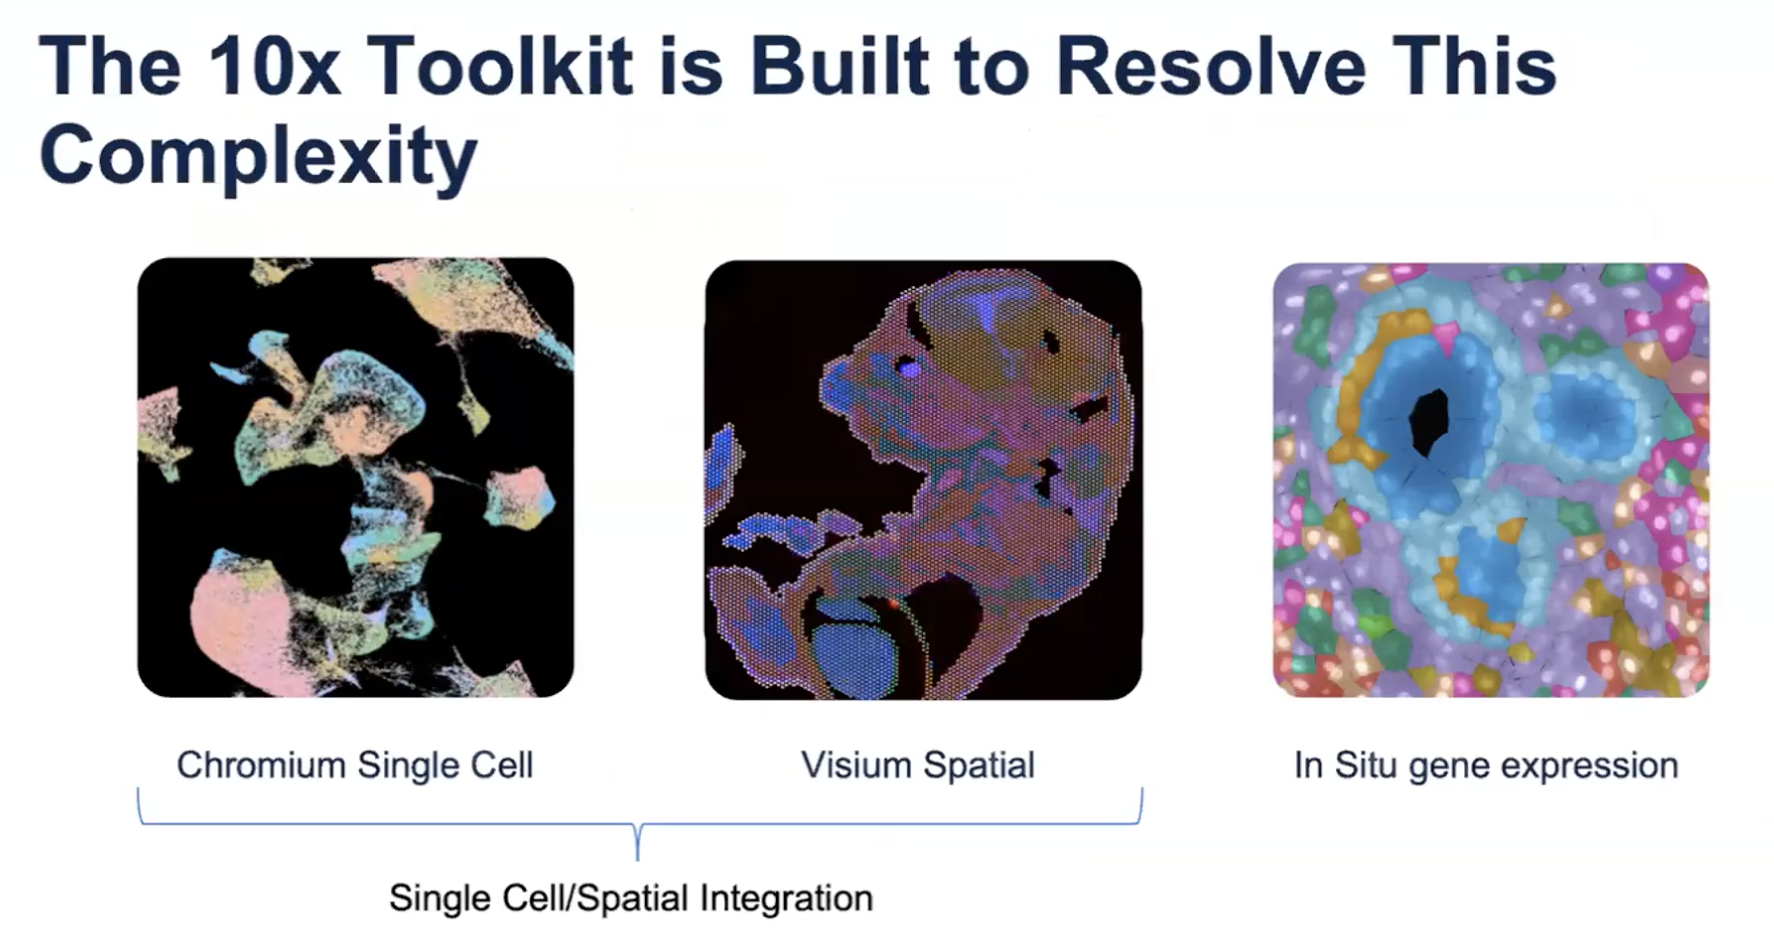 The 10x Toolkit is Built to Resolve This
Complexity
Chromium Single Cell
Visium Spatial
In Situ gene expression
Single Cell/Spatial Integration